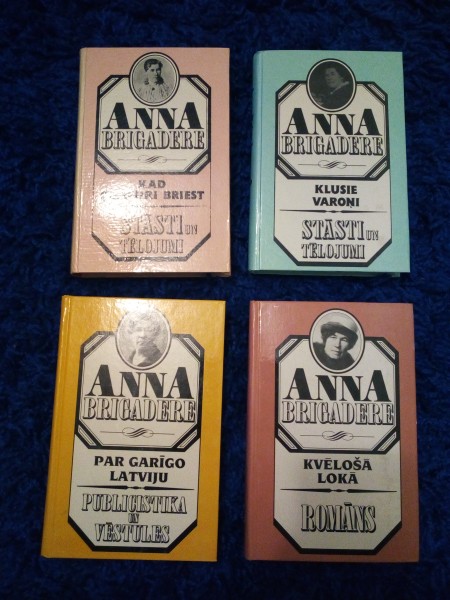 ANNA
BRIGADERE
KAD
BRIEST
STĀSTI UN
TĒLOJUMI
ANNA
BRIGADERE
KLUSIE
VAROŅI
STĀSTI UN
TĒLOJUMI
ANNA
BRIGADERE
PAR GARĪGO
LATVIJU
PUBLICISTIKA
UN
VĒSTULES
ANNA
BRIGADERE
KVĒLOŠĀ
LOKĀ
ROMĀNS